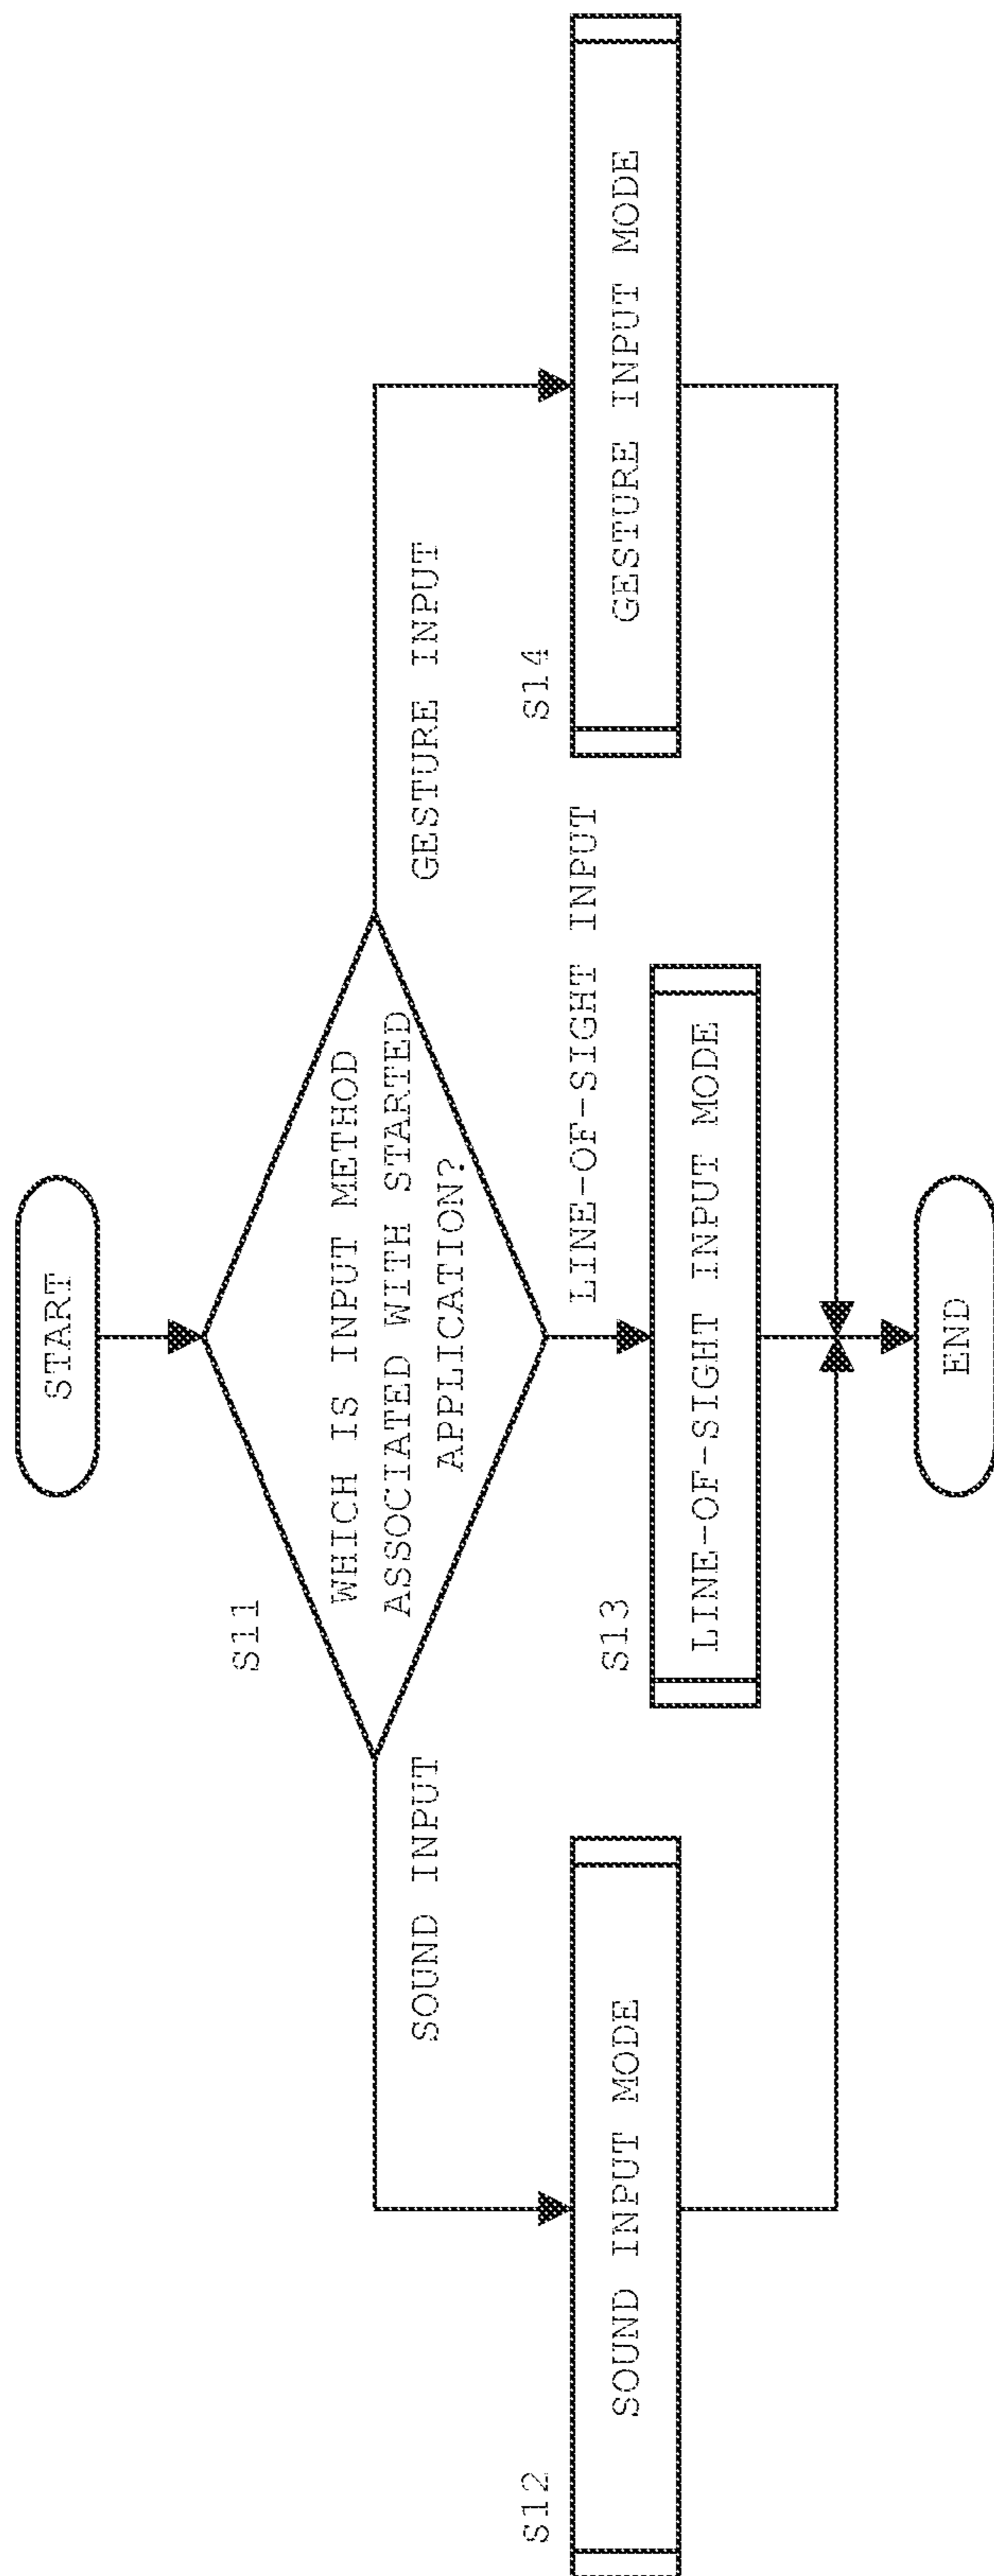 START
S11
WHICH IS INPUT METHOD
ASSOCIATED WITH STARTED
APPLICATION?
SOUND INPUT
LINE-OF-SIGHT INPUT
GESTURE INPUT
S12
SOUND INPUT MODE
S13
LINE-OF-SIGHT INPUT MODE
S14
GESTURE INPUT MODE
END